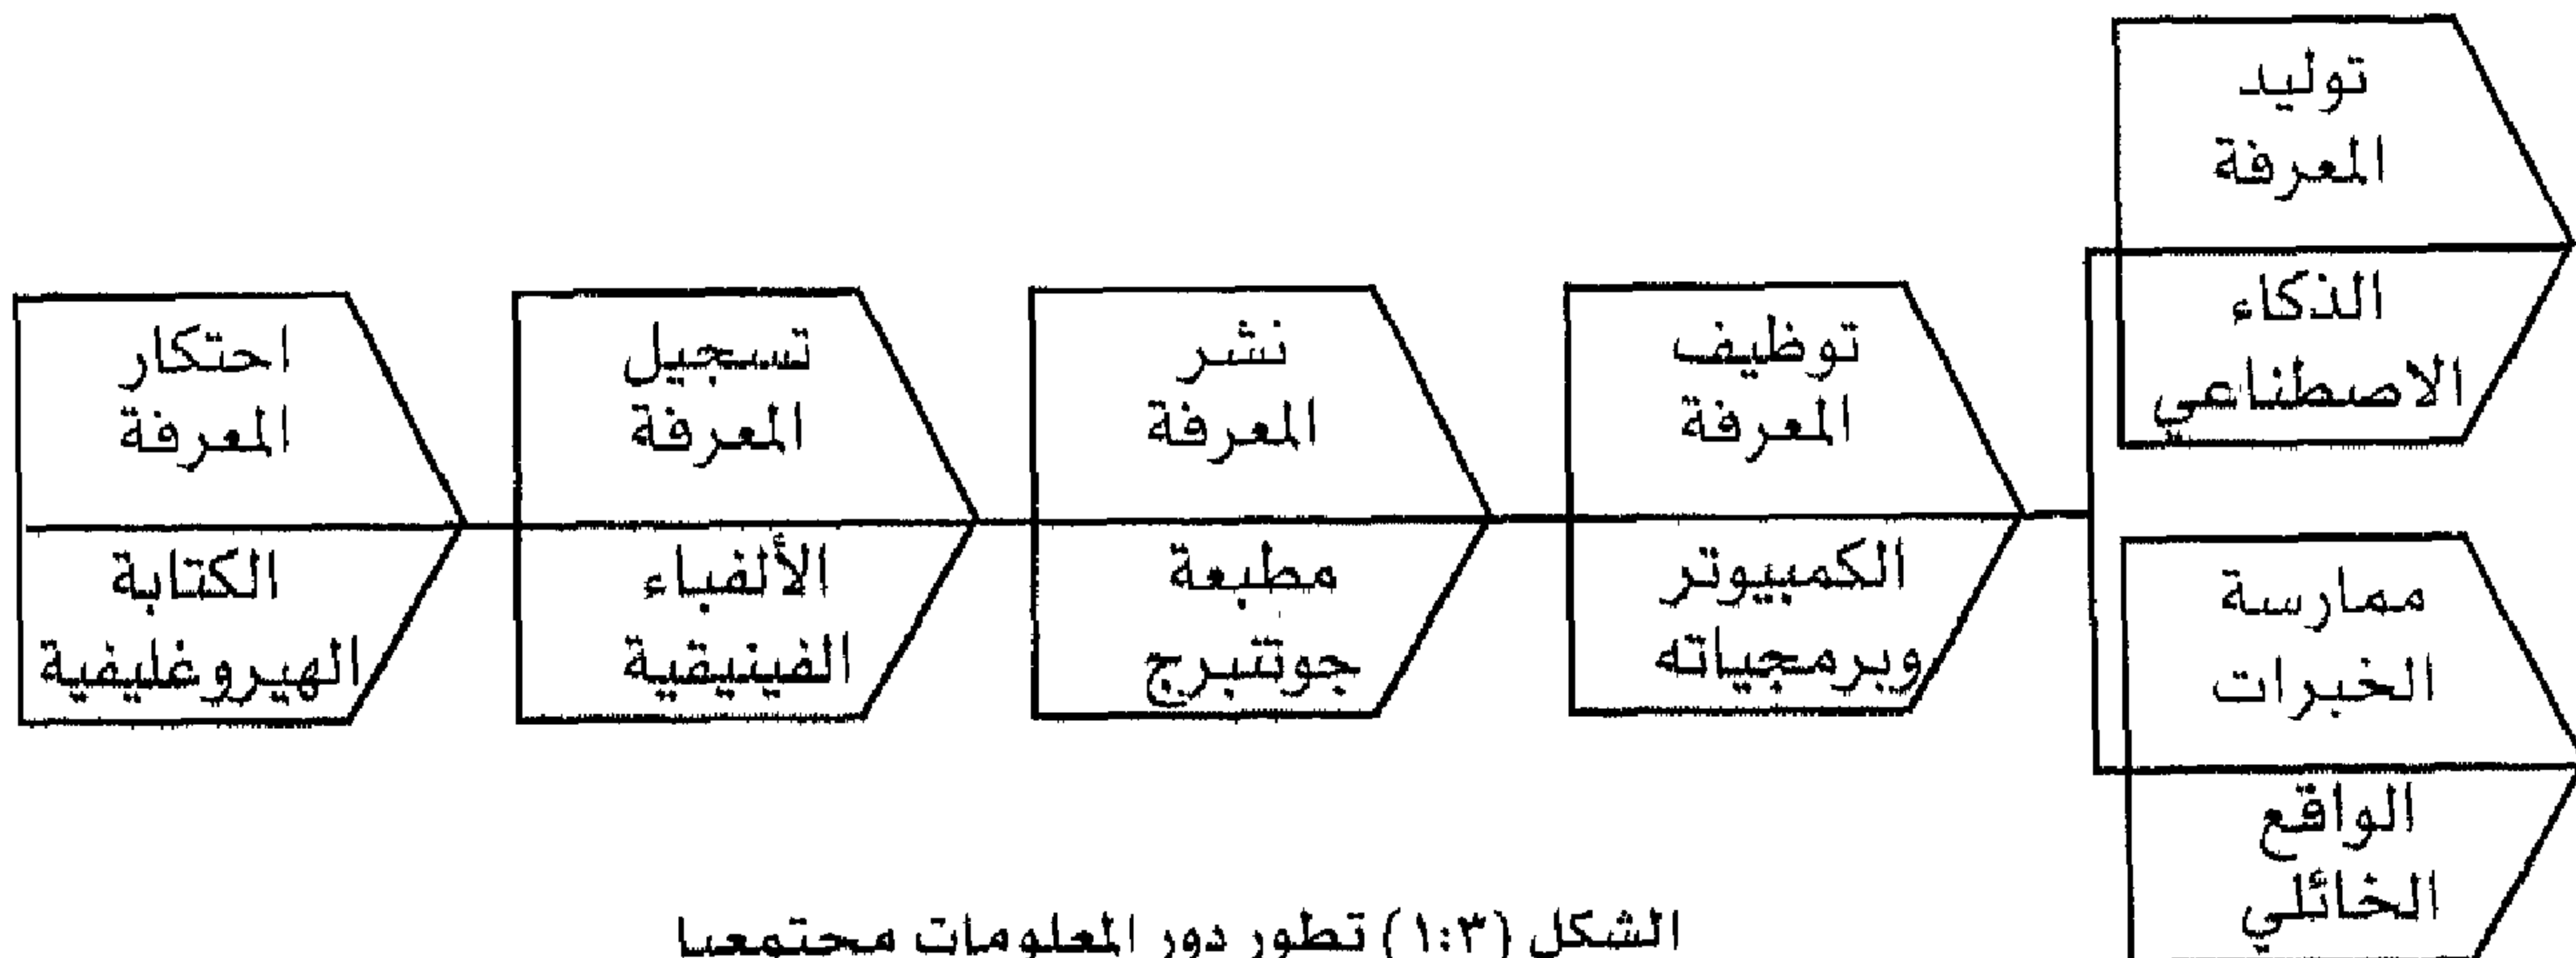 احتكار
المعرفة
الكتابة
الهيروغليفية
تسجيل
المعرفة
الألفباء
الفينيقية
نشر
المعرفة
مطبعة
جوتنبرج
توظيف
المعرفة
الكمبيوتر
وبرمجياته
توليد
المعرفة
الذكاء
الاصطناعي
ممارسة
الخبرات
الواقع
الخائلي
الشكل (١:٣) تطور دور المعلومات مجتمعيا